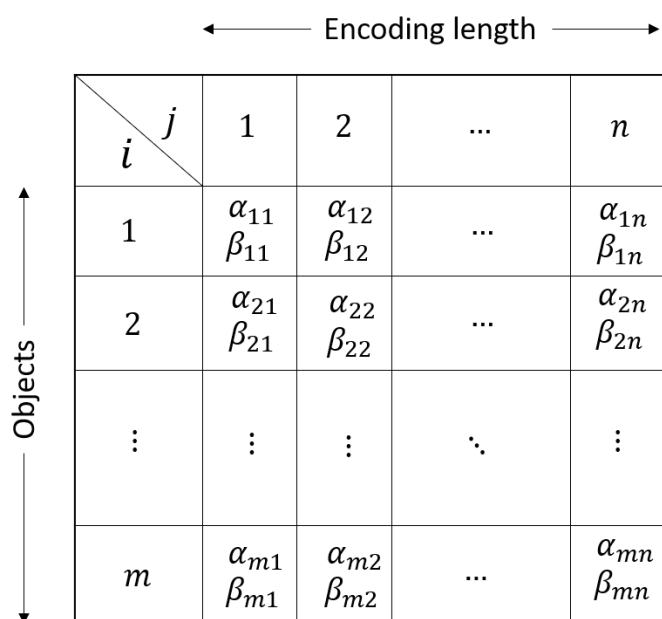 Encoding length
j 1 2 ... n
i
1 α₁₁ α₁₂ ... α₁ₙ
β₁₁ β₁₂ β₁ₙ
2 α₂₁ α₂₂ ... α₂ₙ
β₂₁ β₂₂ β₂ₙ
Objects
⋮ ⋮ ⋮ ⋱ ⋮
m αₘ₁ αₘ₂ ... αₘₙ
βₘ₁ βₘ₂ βₘₙ